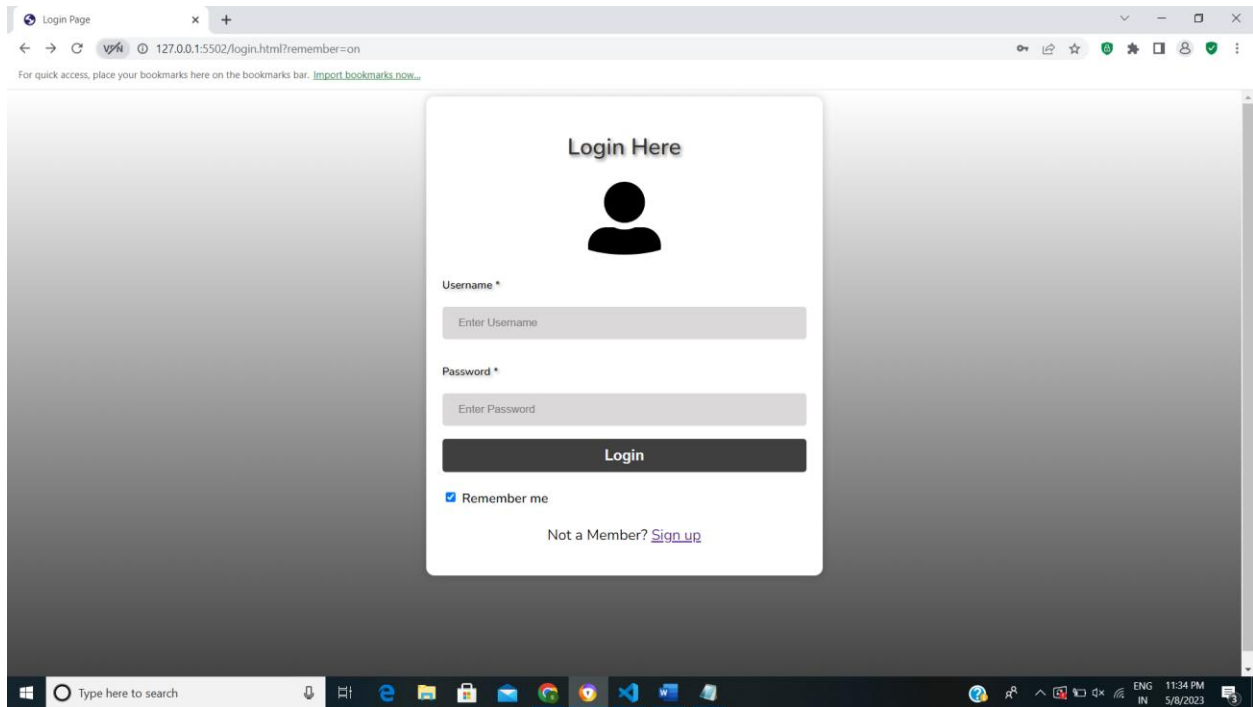 Login Page
VPN 127.0.0.1:5502/login.html?remember=on
For quick access, place your bookmarks here on the bookmarks bar. Import bookmarks now...
Login Here
Username *
Enter Username
Password *
Enter Password
Login
Remember me
Not a Member? Sign up
Type here to search
ENG 11:34 PM
IN 5/8/2023
3